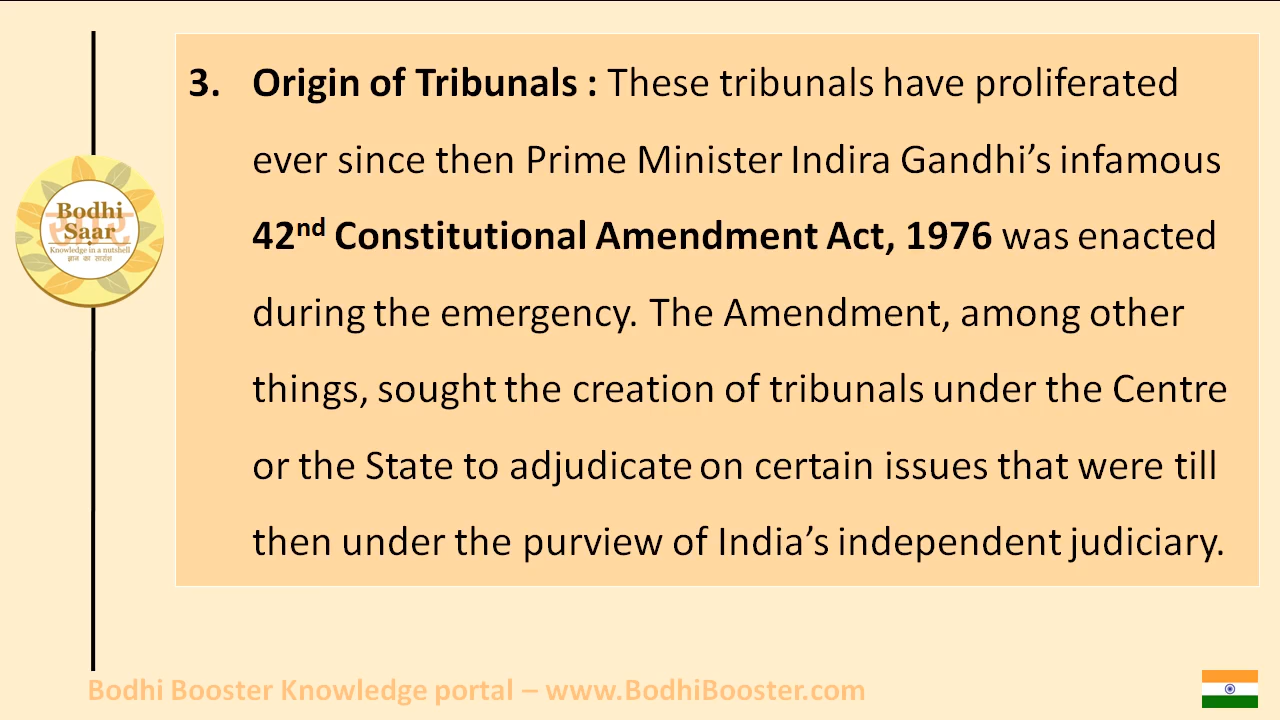 3. Origin of Tribunals : These tribunals have proliferated
ever since then Prime Minister Indira Gandhi’s infamous
42nd Constitutional Amendment Act, 1976 was enacted
during the emergency. The Amendment, among other
things, sought the creation of tribunals under the Centre
or the State to adjudicate on certain issues that were till
then under the purview of India’s independent judiciary.
Bodhi
Saar
Knowledge in a nutshell
ज्ञान का सारांश
Bodhi Booster Knowledge portal – www.BodhiBooster.com